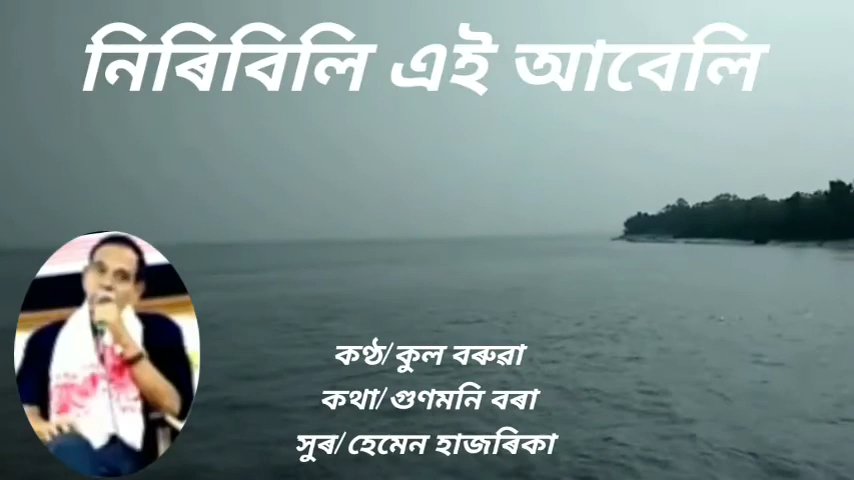 নিৰিবিলি এই আবেলি
কণ্ঠ/কুল বৰুৱা
কথা/গুণমনি বৰা
সুৰ/হেমেন হাজৰিকা